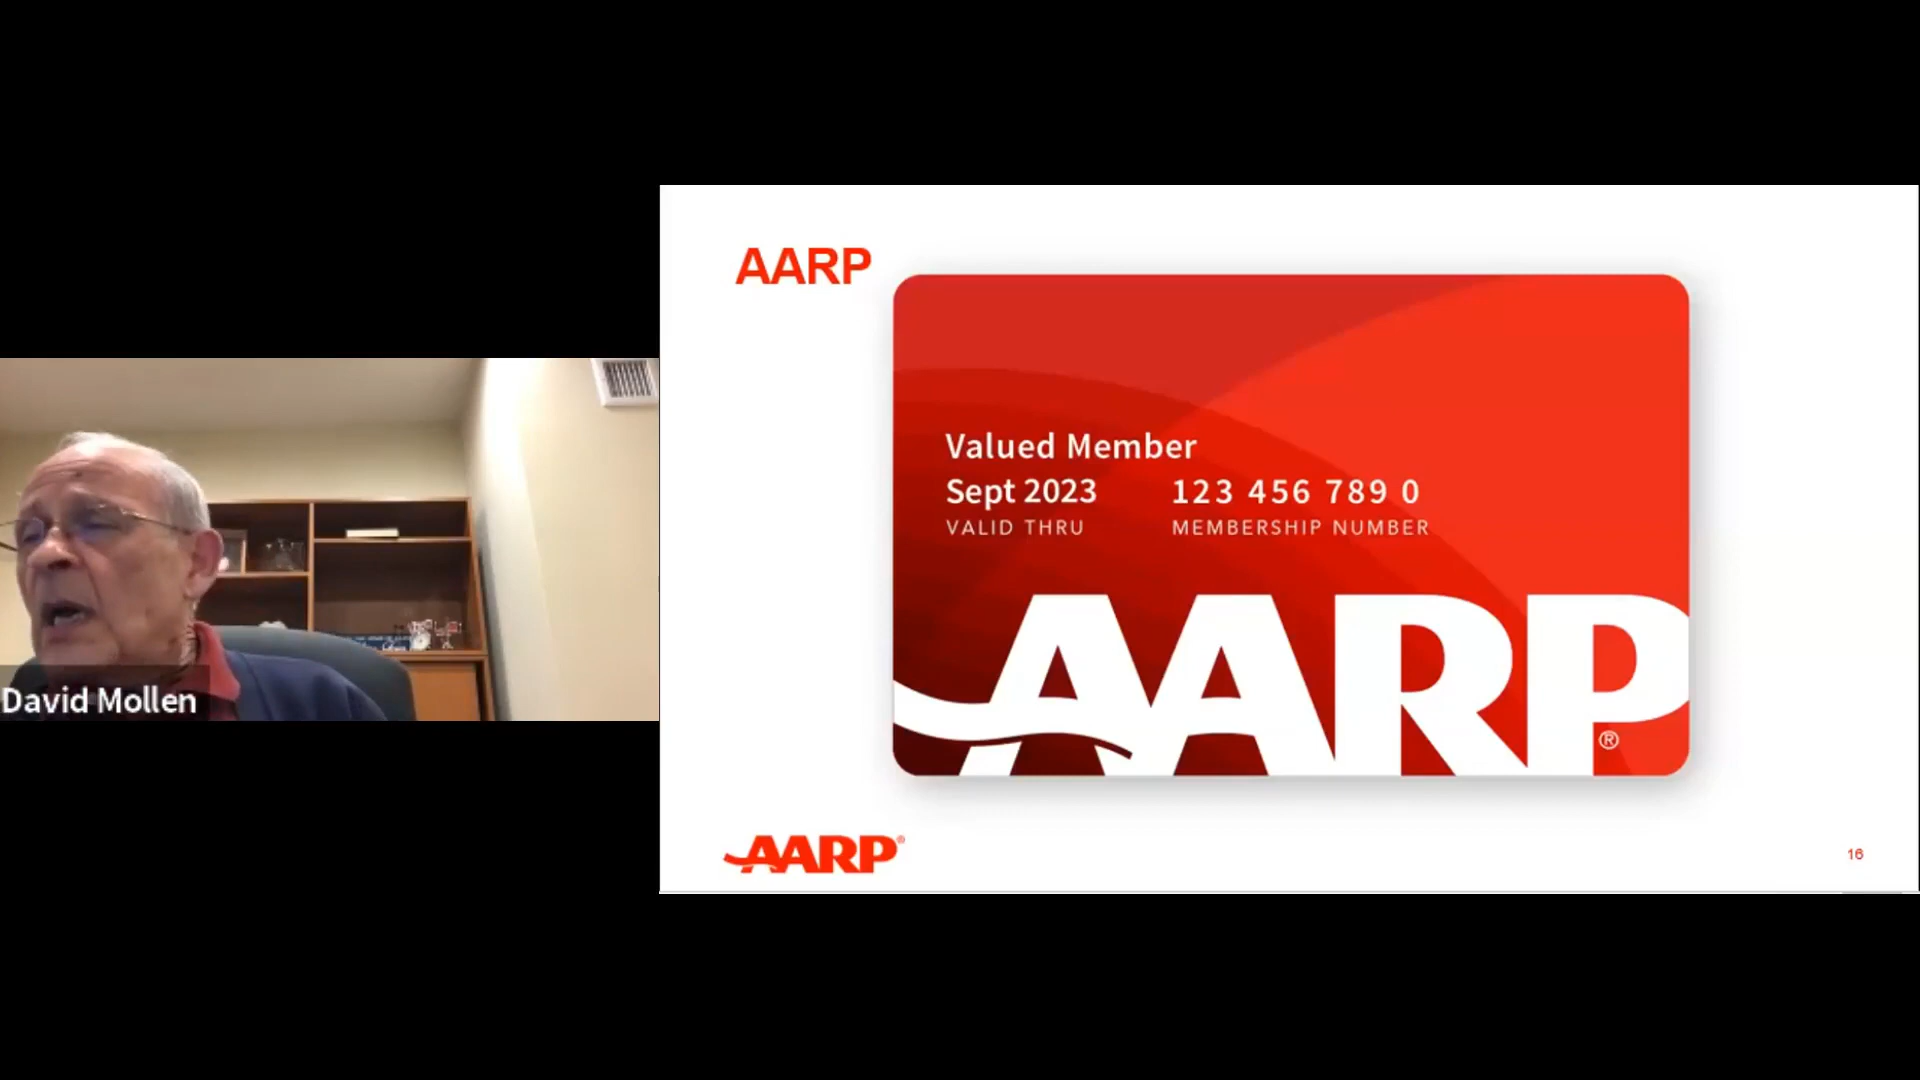 David Mollen
AARP
Valued Member
Sept 2023 123 456 789 0
VALID THRU MEMBERSHIP NUMBER
AARP
®
AARP®
16